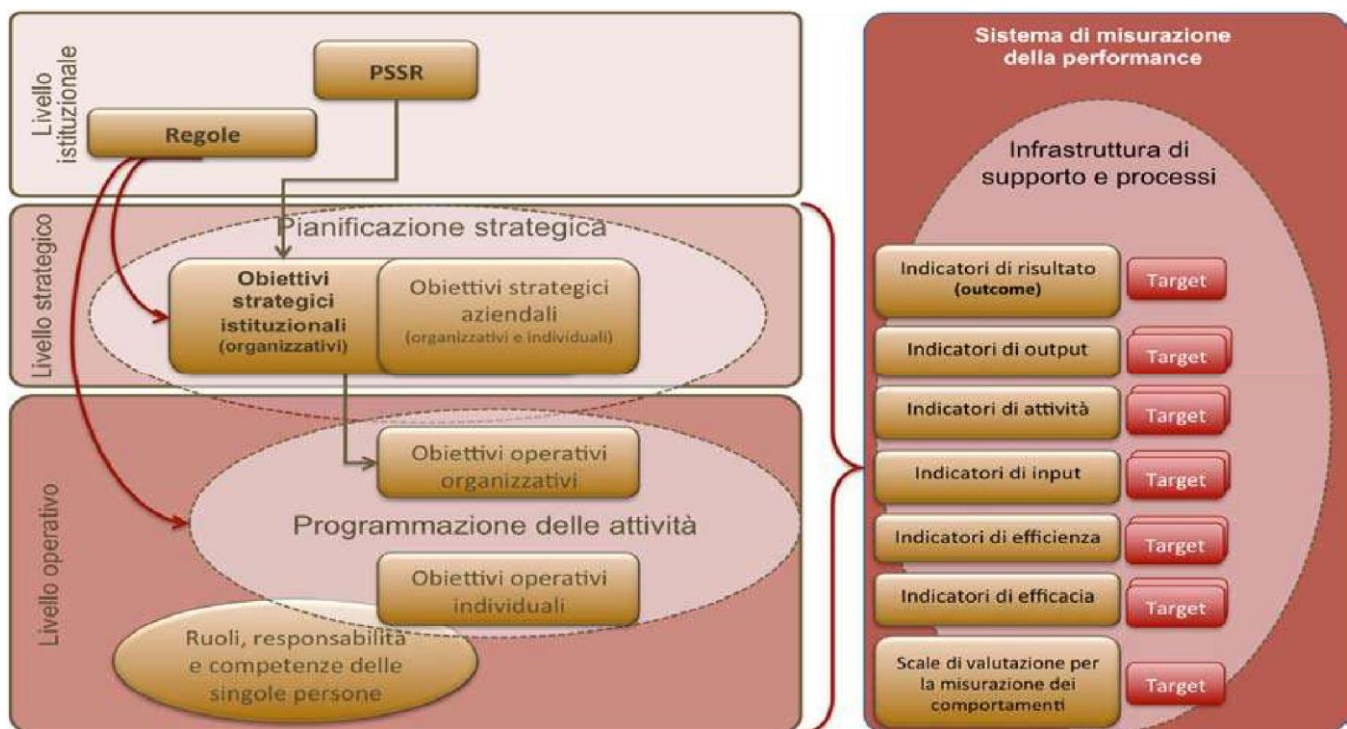 Livello
istituzionale
PSSR
Regole
Livello strategico
Pianificazione strategica
Obiettivi
strategici
istituzionali
(organizzativi)
Obiettivi strategici
aziendali
(organizzativi e individuali)
Livello operativo
Obiettivi operativi
organizzativi
Programmazione delle attività
Obiettivi operativi
individuali
Ruoli, responsabilità
e competenze delle
singole persone
Sistema di misurazione
della performance
Infrastruttura di
supporto e processi
Indicatori di risultato
(outcome)
Target
Indicatori di output
Target
Indicatori di attività
Target
Indicatori di input
Target
Indicatori di efficienza
Target
Indicatori di efficacia
Target
Scale di valutazione per
la misurazione dei
comportamenti
Target